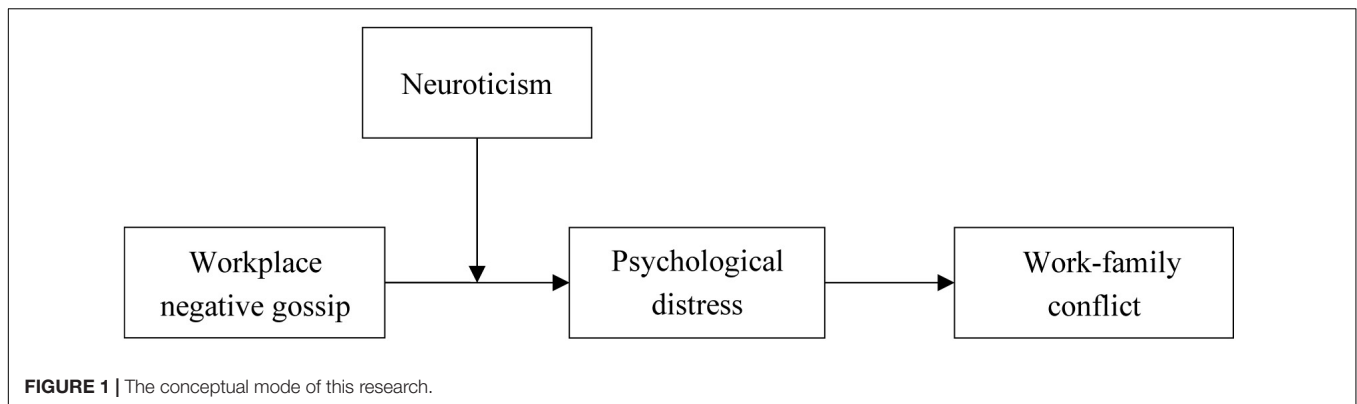 Neuroticism
Workplace
negative gossip
Psychological
distress
Work-family
conflict
FIGURE 1 | The conceptual mode of this research.